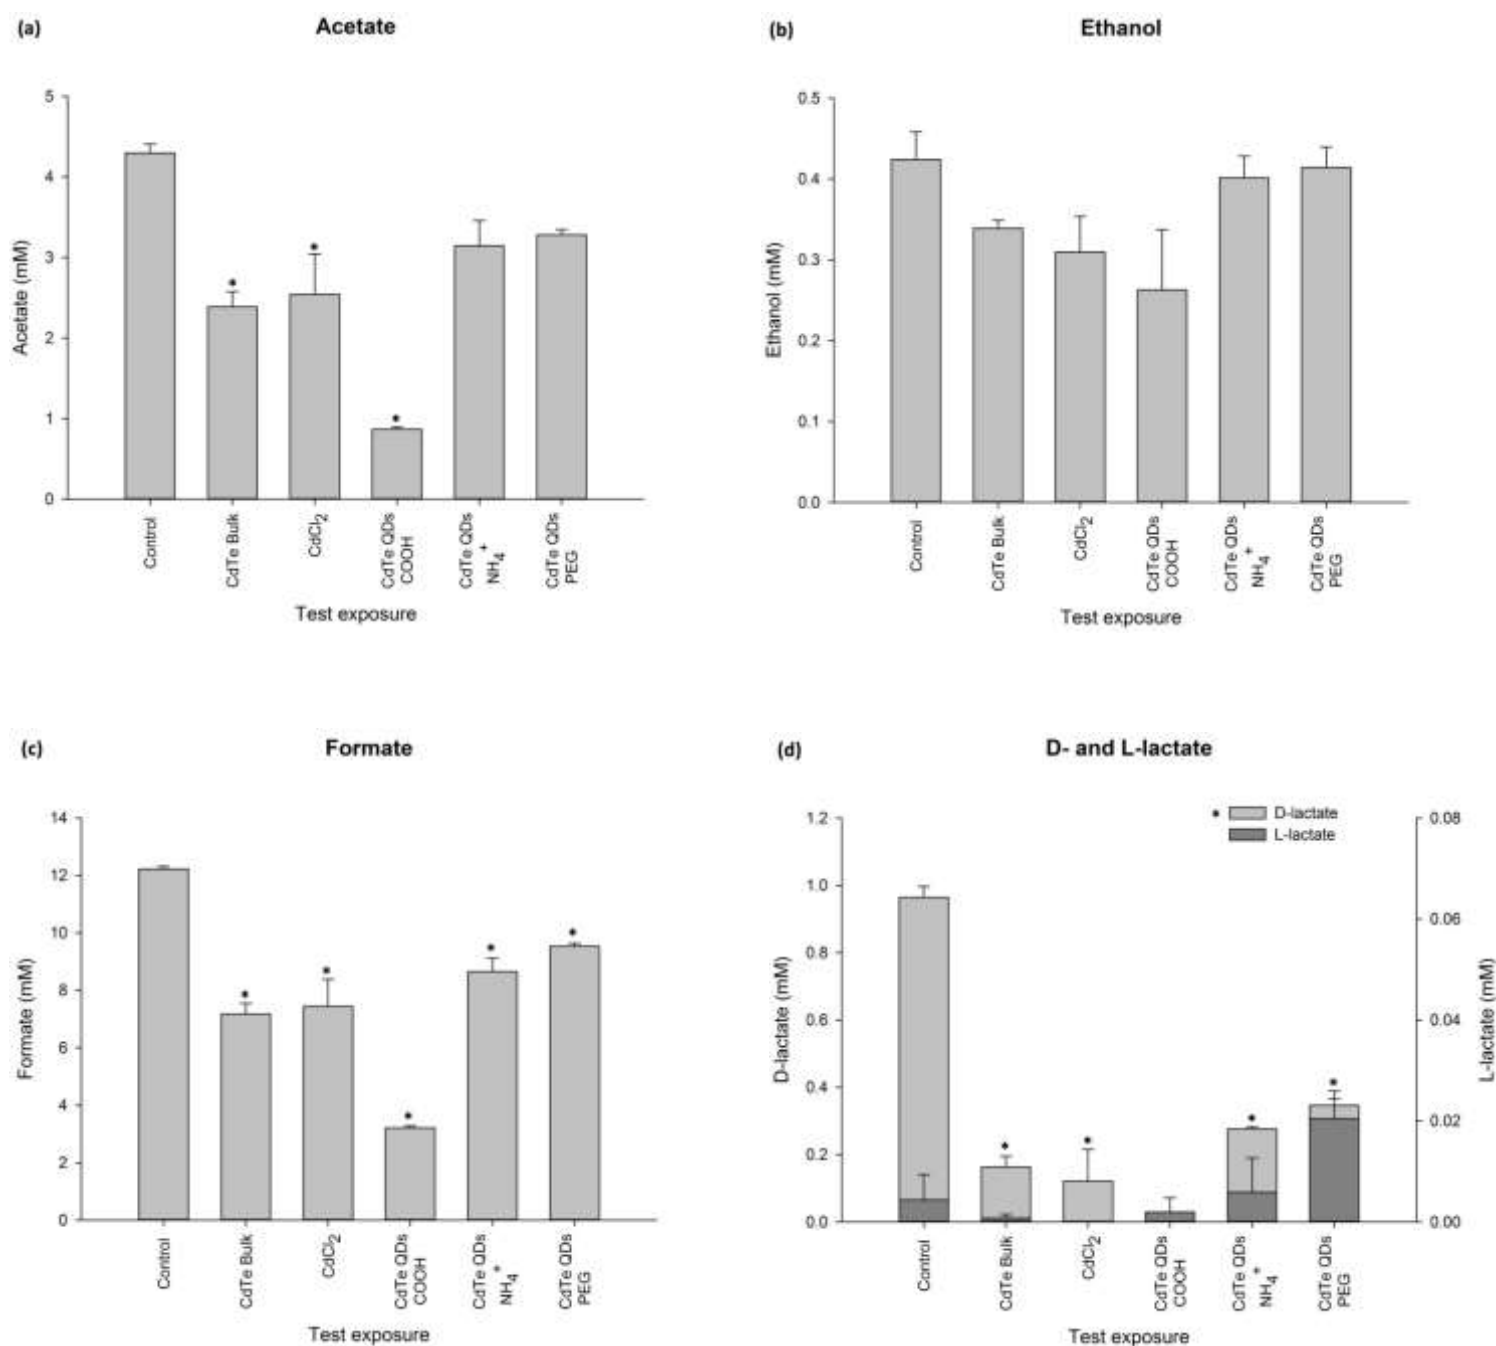 (a)
Acetate
5
4
3
2
1
0
Acetate (mM)
*
*
*
Control
CdTe Bulk
CdCl2
CdTe QDs
COOH
CdTe QDs
NH4+
CdTe QDs
PEG
Test exposure
(b)
Ethanol
0.5
0.4
0.3
0.2
0.1
0.0
Ethanol (mM)
Control
CdTe Bulk
CdCl2
CdTe QDs
COOH
CdTe QDs
NH4+
CdTe QDs
PEG
Test exposure
(c)
Formate
14
12
10
8
6
4
2
0
Formate (mM)
*
*
*
*
*
Control
CdTe Bulk
CdCl2
CdTe QDs
COOH
CdTe QDs
NH4+
CdTe QDs
PEG
Test exposure
(d)
D- and L-lactate
* D-lactate
L-lactate
1.2
1.0
0.8
0.6
0.4
0.2
0.0
D-lactate (mM)
0.08
0.06
0.04
0.02
0.00
L-lactate (mM)
*
*
*
*
Control
CdTe Bulk
CdCl2
CdTe QDs
COOH
CdTe QDs
NH4+
CdTe QDs
PEG
Test exposure